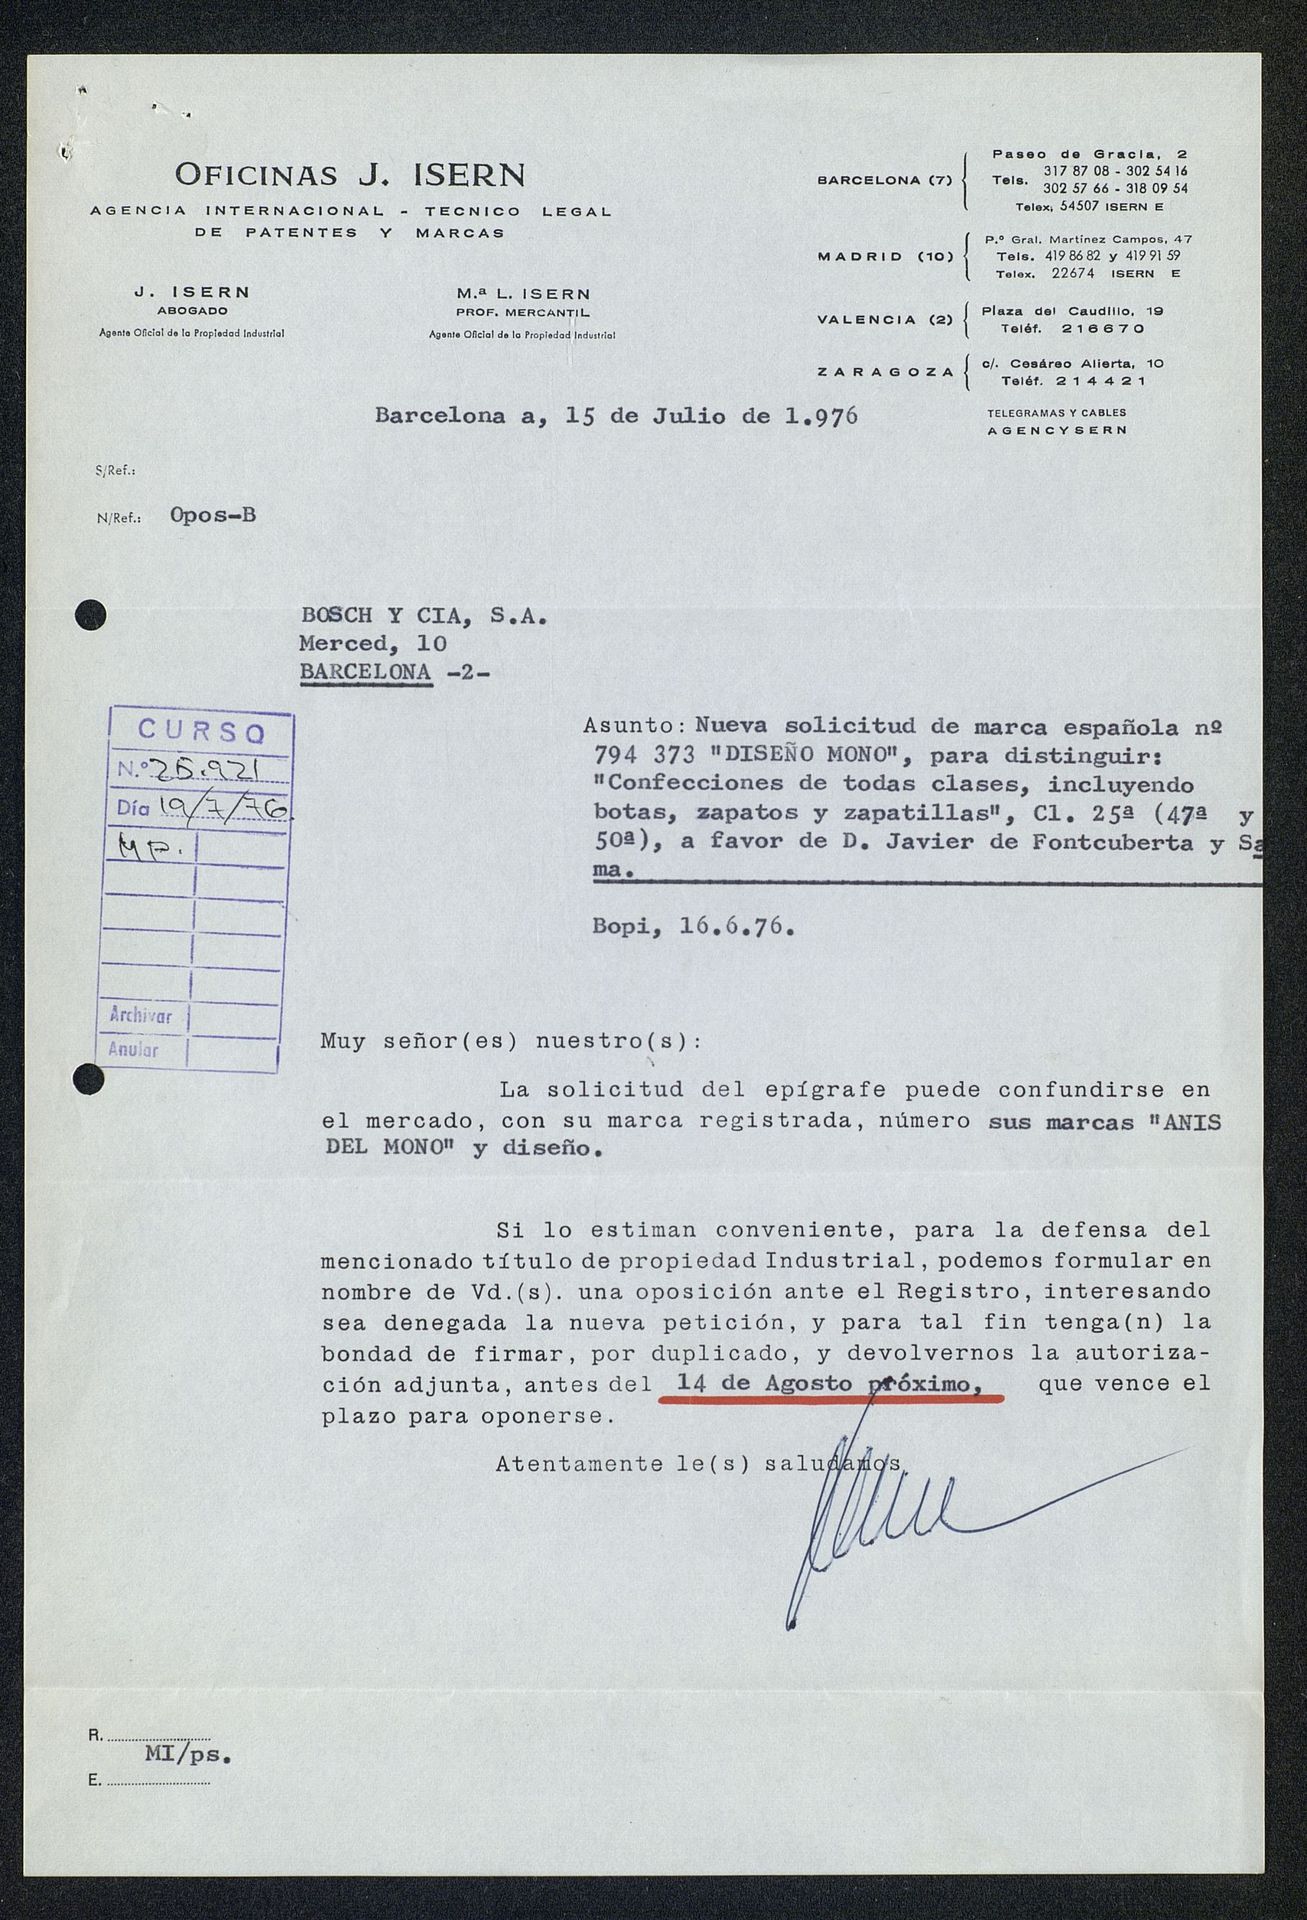 OFICINAS J. ISERN
AGENCIA INTERNACIONAL - TECNICO LEGAL
DE PATENTES Y MARCAS
J. ISERN
ABOGADO
Agente Oficial de la Propiedad Industrial
M.ª L. ISERN
PROF. MERCANTIL
Agente Oficial de la Propiedad Industrial
BARCELONA (7)
Paseo de Gracia, 2
Tels. 317 87 08 - 302 54 16
302 57 66 - 318 09 54
Telex, 54507 ISERN E
MADRID (10)
P.º Gral. Martínez Campos, 47
Tels. 419 86 82 y 419 91 59
Telex. 22674 ISERN E
VALENCIA (2)
Plaza del Caudillo, 19
Teléf. 216670
ZARAGOZA
c/. Cesáreo Alierta, 10
Teléf. 214421
TELEGRAMAS Y CABLES
AGENCYSERN
Barcelona a, 15 de Julio de 1.976
S/Ref.:
N/Ref.: Opos-B
BOSCH Y CIA, S.A.
Merced, 10
BARCELONA -2-
CURSO
N.º 25.921
Día 19/7/76
MP.
Archivar
Anular
Asunto: Nueva solicitud de marca española nº
794 373 "DISEÑO MONO", para distinguir:
"Confecciones de todas clases, incluyendo
botas, zapatos y zapatillas", Cl. 25ª (47ª y
50ª), a favor de D. Javier de Fontcuberta y Sa
ma.
Bopi, 16.6.76.
Muy señor(es) nuestro(s):
La solicitud del epígrafe puede confundirse en
el mercado, con su marca registrada, número sus marcas "ANIS
DEL MONO" y diseño.
Si lo estiman conveniente, para la defensa del
mencionado título de propiedad Industrial, podemos formular en
nombre de Vd.(s). una oposición ante el Registro, interesando
sea denegada la nueva petición, y para tal fin tenga(n) la
bondad de firmar, por duplicado, y devolvernos la autoriza-
ción adjunta, antes del 14 de Agosto próximo, que vence el
plazo para oponerse.
Atentamente le(s) saludamos
R.
MI/ps.
E.